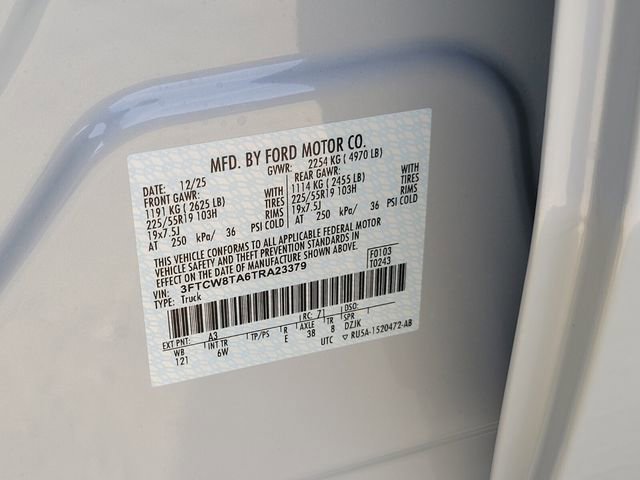 MFD. BY FORD MOTOR CO.
DATE: 12/25 GVWR: 2254 KG ( 4970 LB)
FRONT GAWR: REAR GAWR:
1191 KG ( 2625 LB) WITH 1114 KG ( 2455 LB) WITH
225/55R19 103H TIRES 225/55R19 103H TIRES
19x7.5J RIMS 19x7.5J RIMS
AT 250 kPa/ 36 PSI COLD AT 250 kPa/ 36 PSI COLD
THIS VEHICLE CONFORMS TO ALL APPLICABLE FEDERAL MOTOR
VEHICLE SAFETY AND THEFT PREVENTION STANDARDS IN
EFFECT ON THE DATE OF MANUFACTURE SHOWN ABOVE.
VIN: 3FTCW8TA6TRA23379 F0103
TYPE: Truck T0243
EXT PNT: A3 RC: 71 DSO:
WB INT TR TP/PS R AXLE TR SPR
121 6W E 3B 8 DZJK
UTC ▽ RU5A-1520472-AB